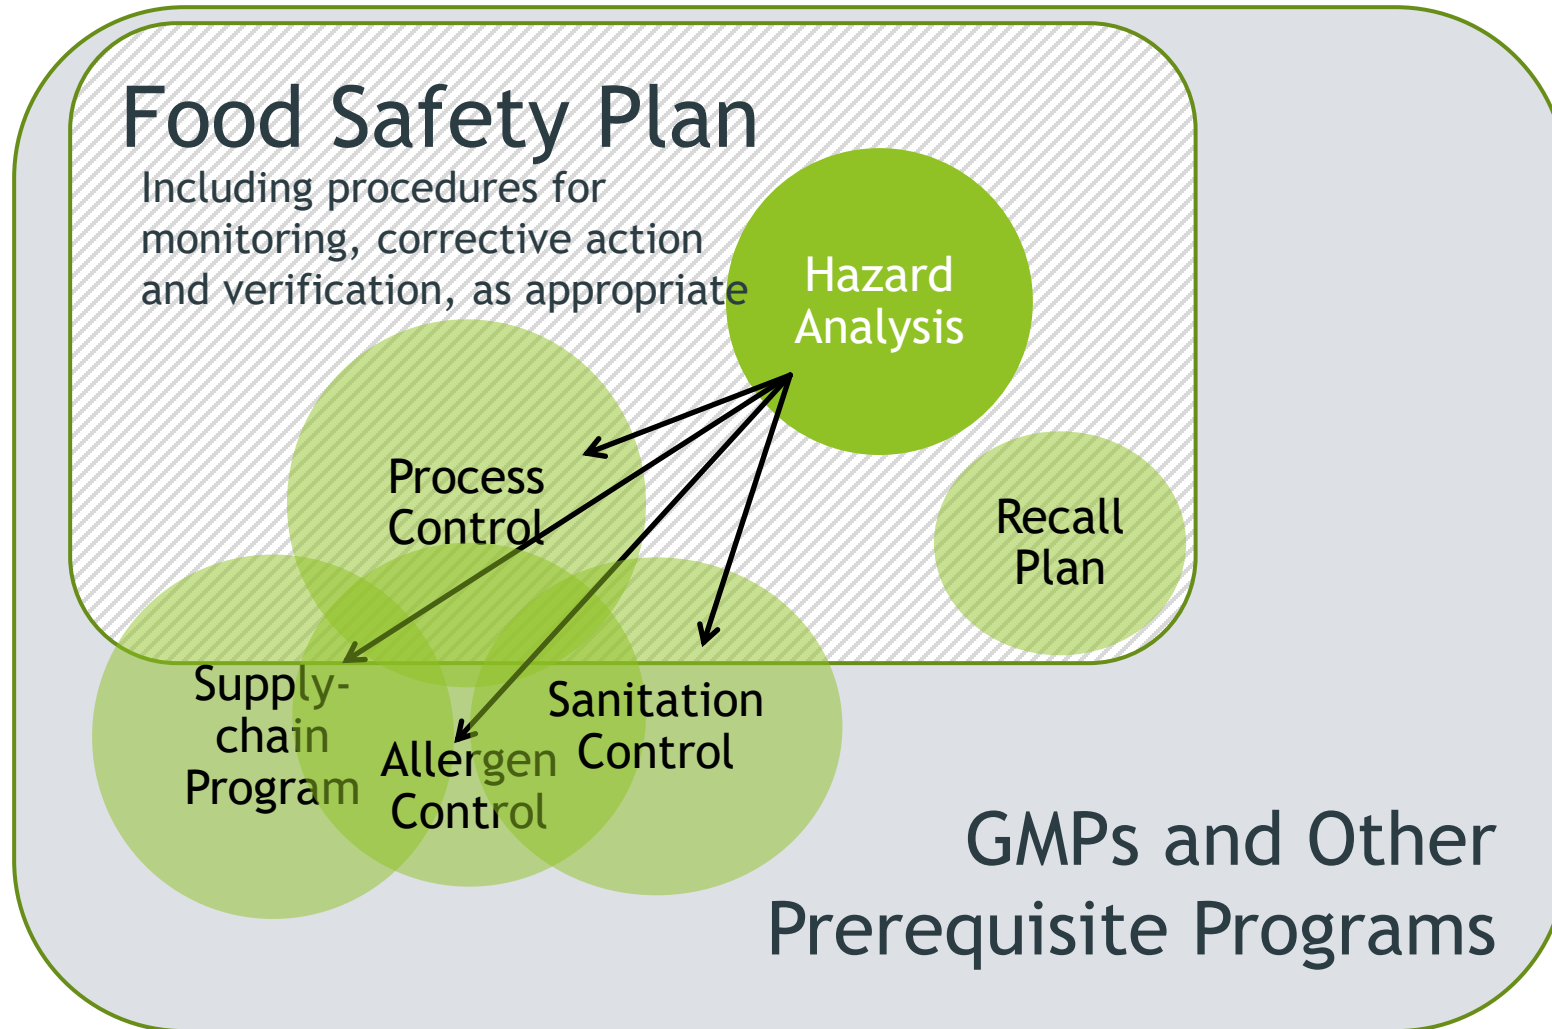 Food Safety Plan
Including procedures for
monitoring, corrective action
and verification, as appropriate
Hazard
Analysis
Process
Control
Recall
Plan
Supply-
chain
Program
Allergen
Control
Sanitation
Control
GMPs and Other
Prerequisite Programs